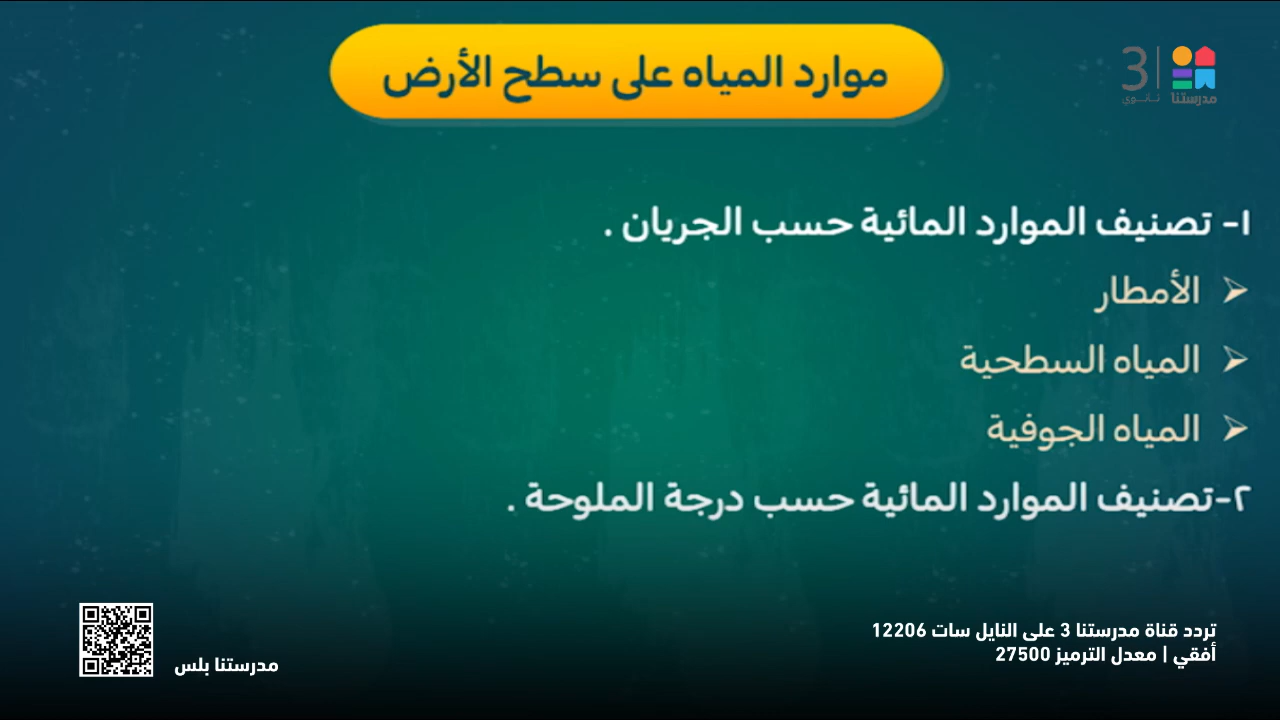 موارد المياه على سطح الأرض
3
مدرستنا
ثانوي
١- تصنيف الموارد المائية حسب الجريان .
الأمطار
المياه السطحية
المياه الجوفية
٢-تصنيف الموارد المائية حسب درجة الملوحة .
تردد قناة مدرستنا 3 على النايل سات 12206
أفقي | معدل الترميز 27500
مدرستنا بلس